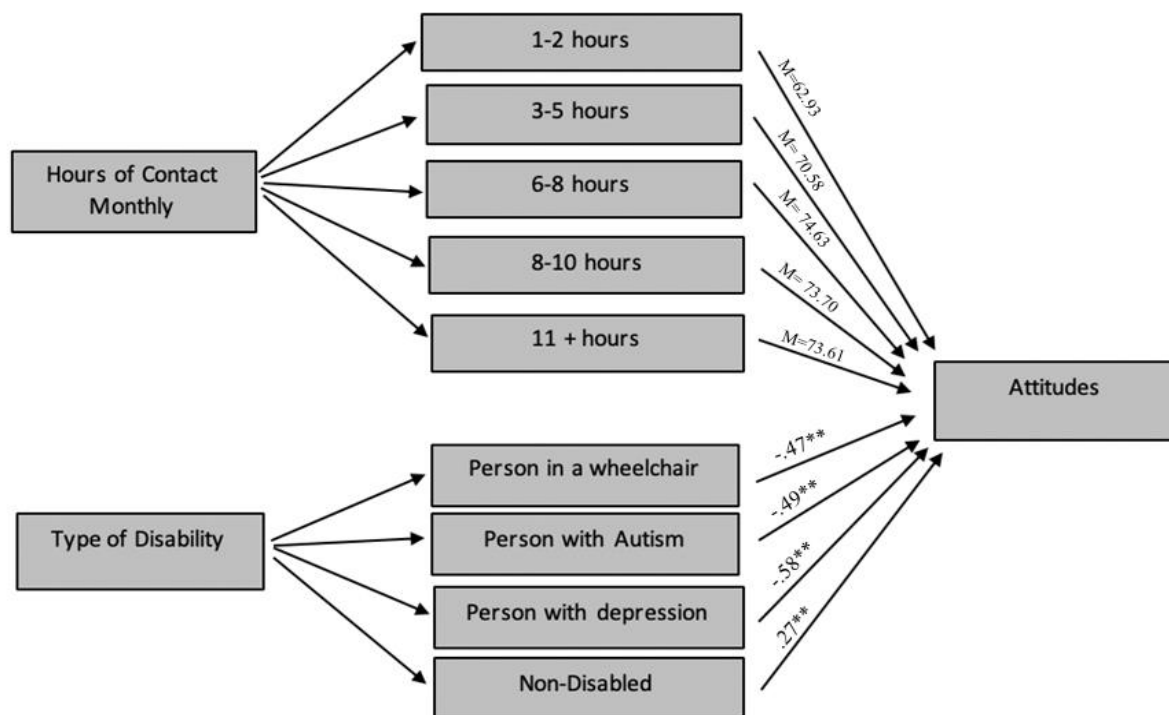 1-2 hours
3-5 hours
Hours of Contact
Monthly
6-8 hours
8-10 hours
11 + hours
M=62.93
M= 70.58
M= 74.63
M= 73.70
M=73.61
Attitudes
Type of Disability
Person in a wheelchair
Person with Autism
Person with depression
Non-Disabled
-.47**
-.49**
-.58**
.27**